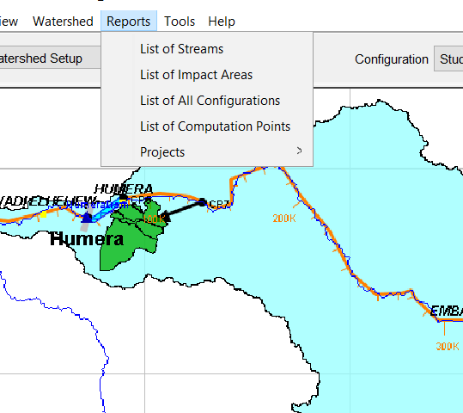 iew Watershed Reports Tools Help
atershed Setup
Configuration Stud
List of Streams
List of Impact Areas
List of All Configurations
List of Computation Points
Projects >
HUMERA
Humera
200K
EMBA
300K